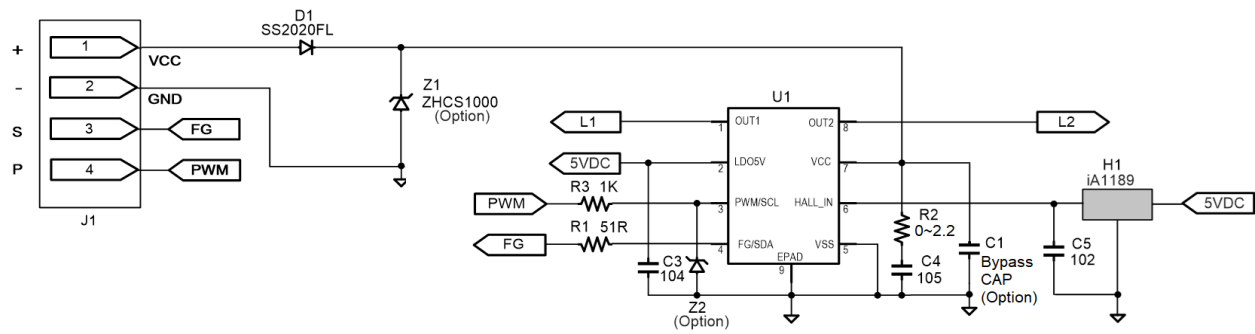 D1
SS2020FL
+
1
VCC
-
2
GND
S
3
FG
P
4
PWM
J1
Z1
ZHCS1000
(Option)
U1
L1
OUT1
1
OUT2
8
L2
5VDC
LDO5V
2
VCC
7
H1
iA1189
5VDC
PWM
R3 1K
PWM/SCL
3
HALL_IN
6
R2
0~2.2
FG
R1 51R
FG/SDA
4
VSS
5
EPAD
9
C3
104
Z2
(Option)
C4
105
C1
Bypass
CAP
(Option)
C5
102